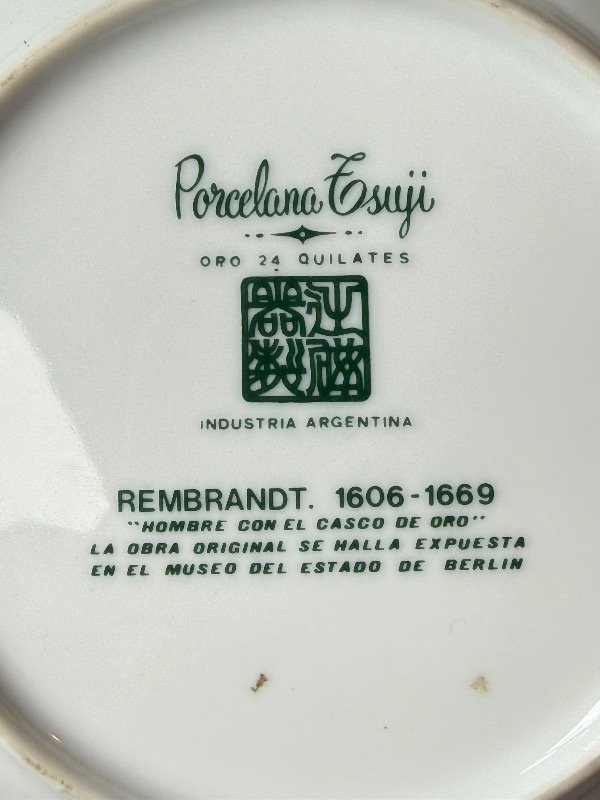 Porcelana Tsuji
ORO 24 QUILATES
INDUSTRIA ARGENTINA
REMBRANDT. 1606-1669
"HOMBRE CON EL CASCO DE ORO"
LA OBRA ORIGINAL SE HALLA EXPUESTA
EN EL MUSEO DEL ESTADO DE BERLIN